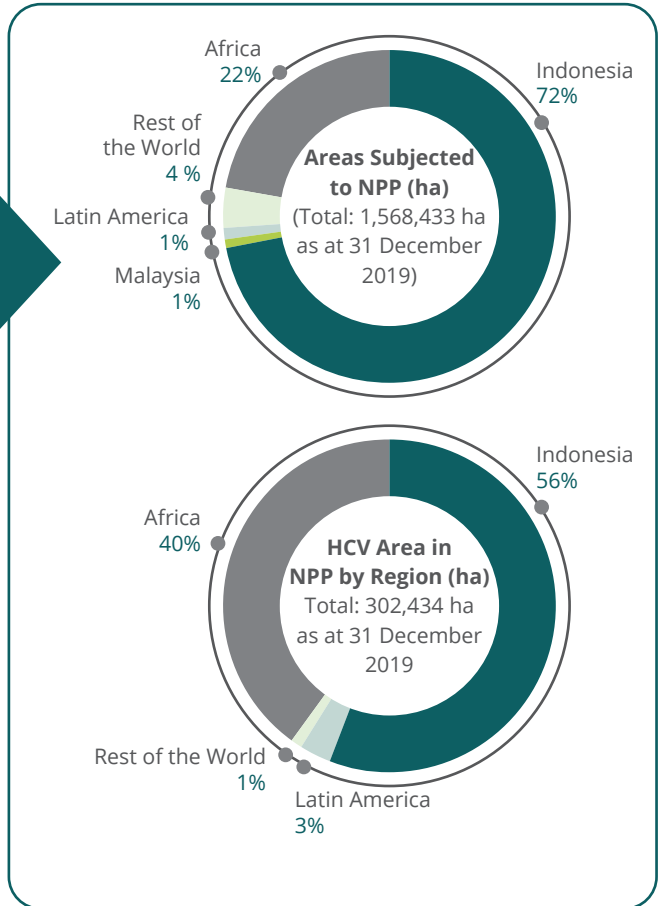 Africa
22%
Indonesia
72%
Rest of
the World
4 %
Latin America
1%
Malaysia
1%
Areas Subjected
to NPP (ha)
(Total: 1,568,433 ha
as at 31 December
2019)
Indonesia
56%
Africa
40%
HCV Area in
NPP by Region (ha)
Total: 302,434 ha
as at 31 December
2019
Rest of the World
1%
Latin America
3%